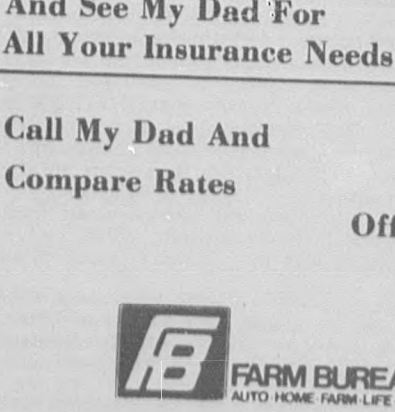 And See My Dad For
All Your Insurance Needs
Call My Dad And
Compare Rates
Off
FB
FARM BUREA
AUTO·HOME·FARM·LIFE